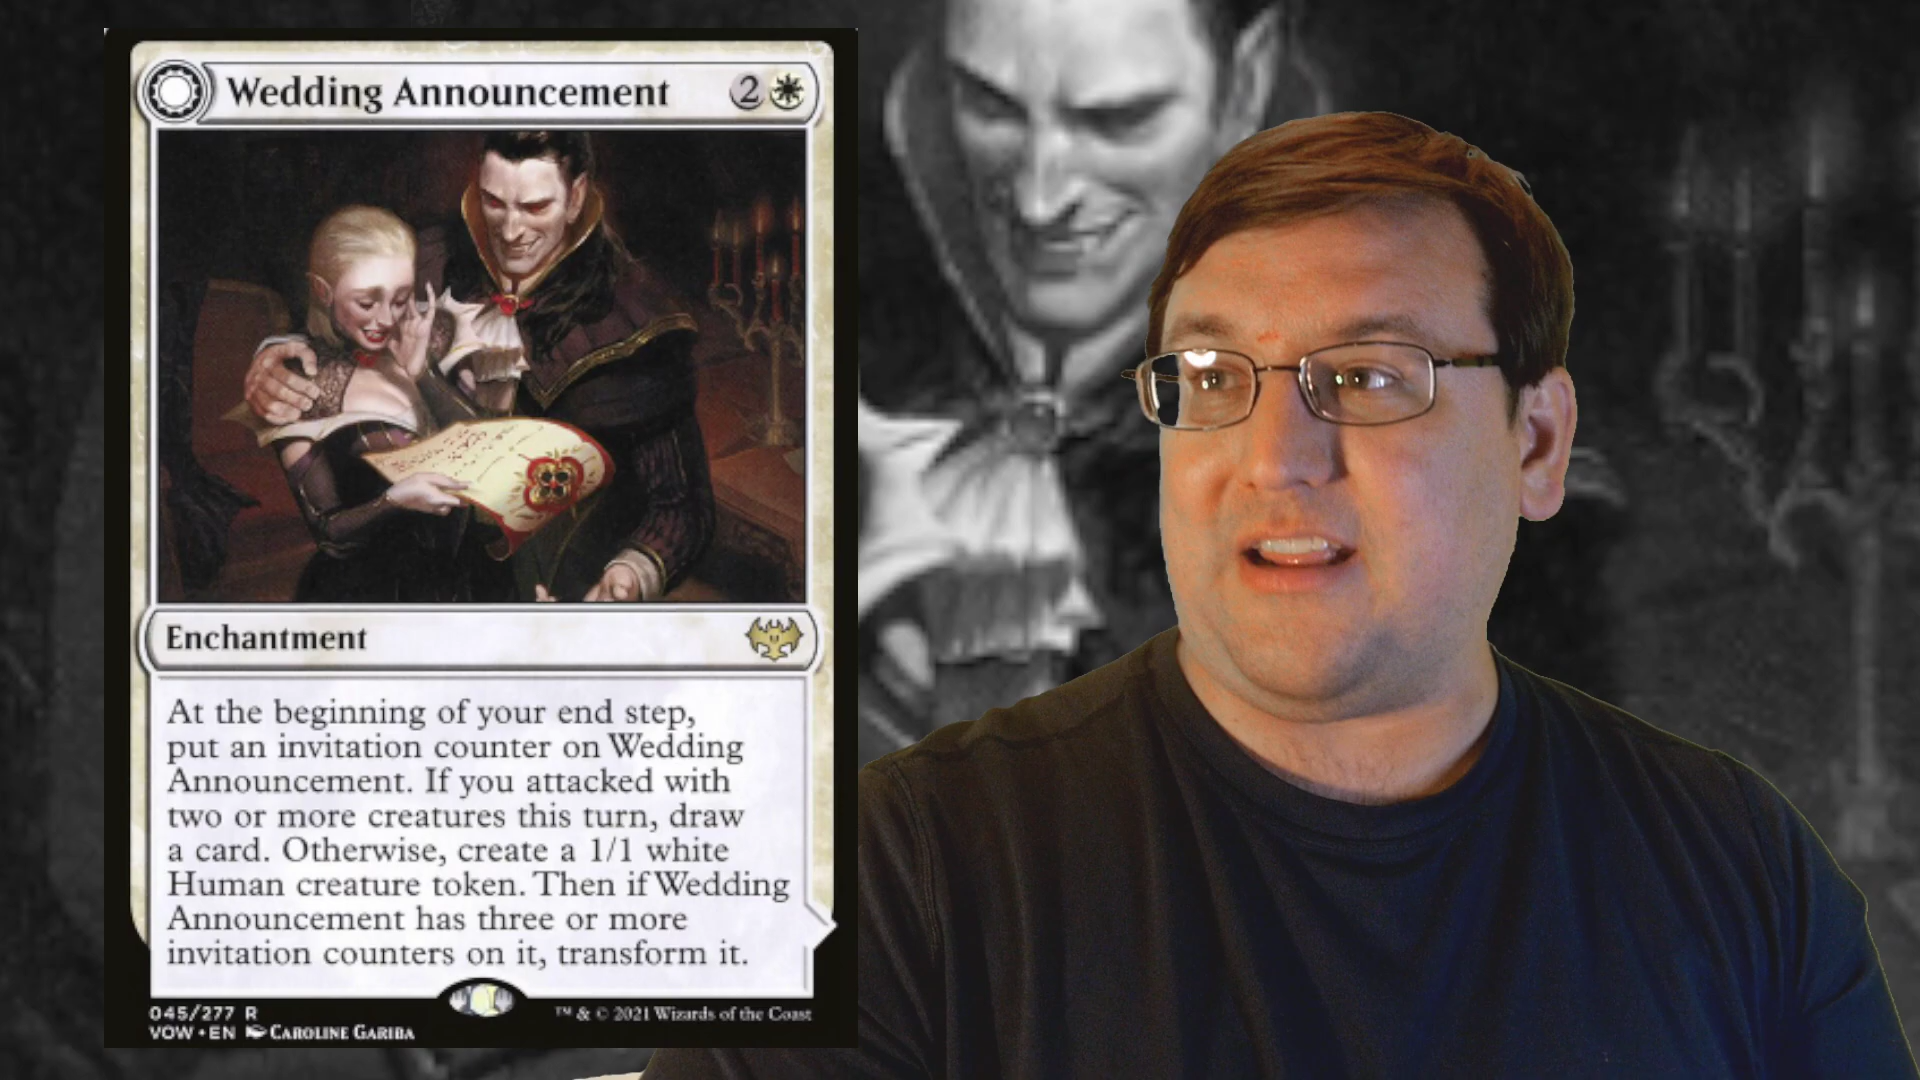 Wedding Announcement 2
Enchantment
At the beginning of your end step,
put an invitation counter on Wedding
Announcement. If you attacked with
two or more creatures this turn, draw
a card. Otherwise, create a 1/1 white
Human creature token. Then if Wedding
Announcement has three or more
invitation counters on it, transform it.
045/277 R
VOW • EN CAROLINE GARIBA
™ & © 2021 Wizards of the Coast